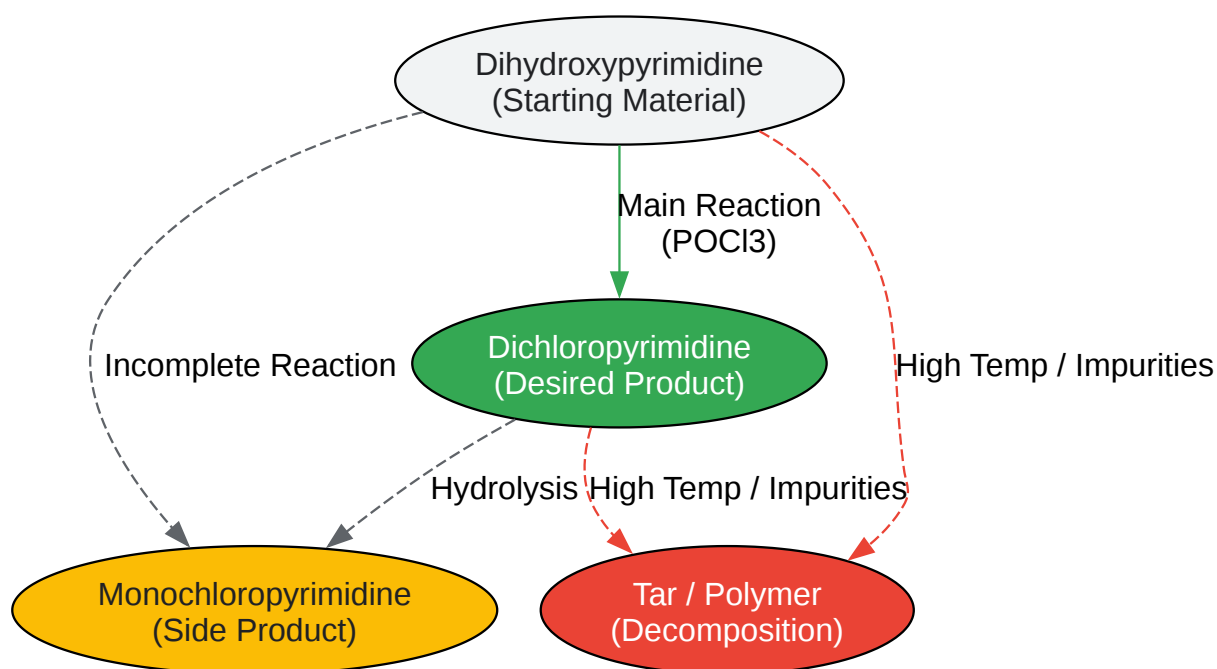 Dihydroxypyrimidine
(Starting Material)
Main Reaction
(POCl3)
Incomplete Reaction
Dichloropyrimidine
(Desired Product)
High Temp / Impurities
Hydrolysis
High Temp / Impurities
Monochloropyrimidine
(Side Product)
Tar / Polymer
(Decomposition)